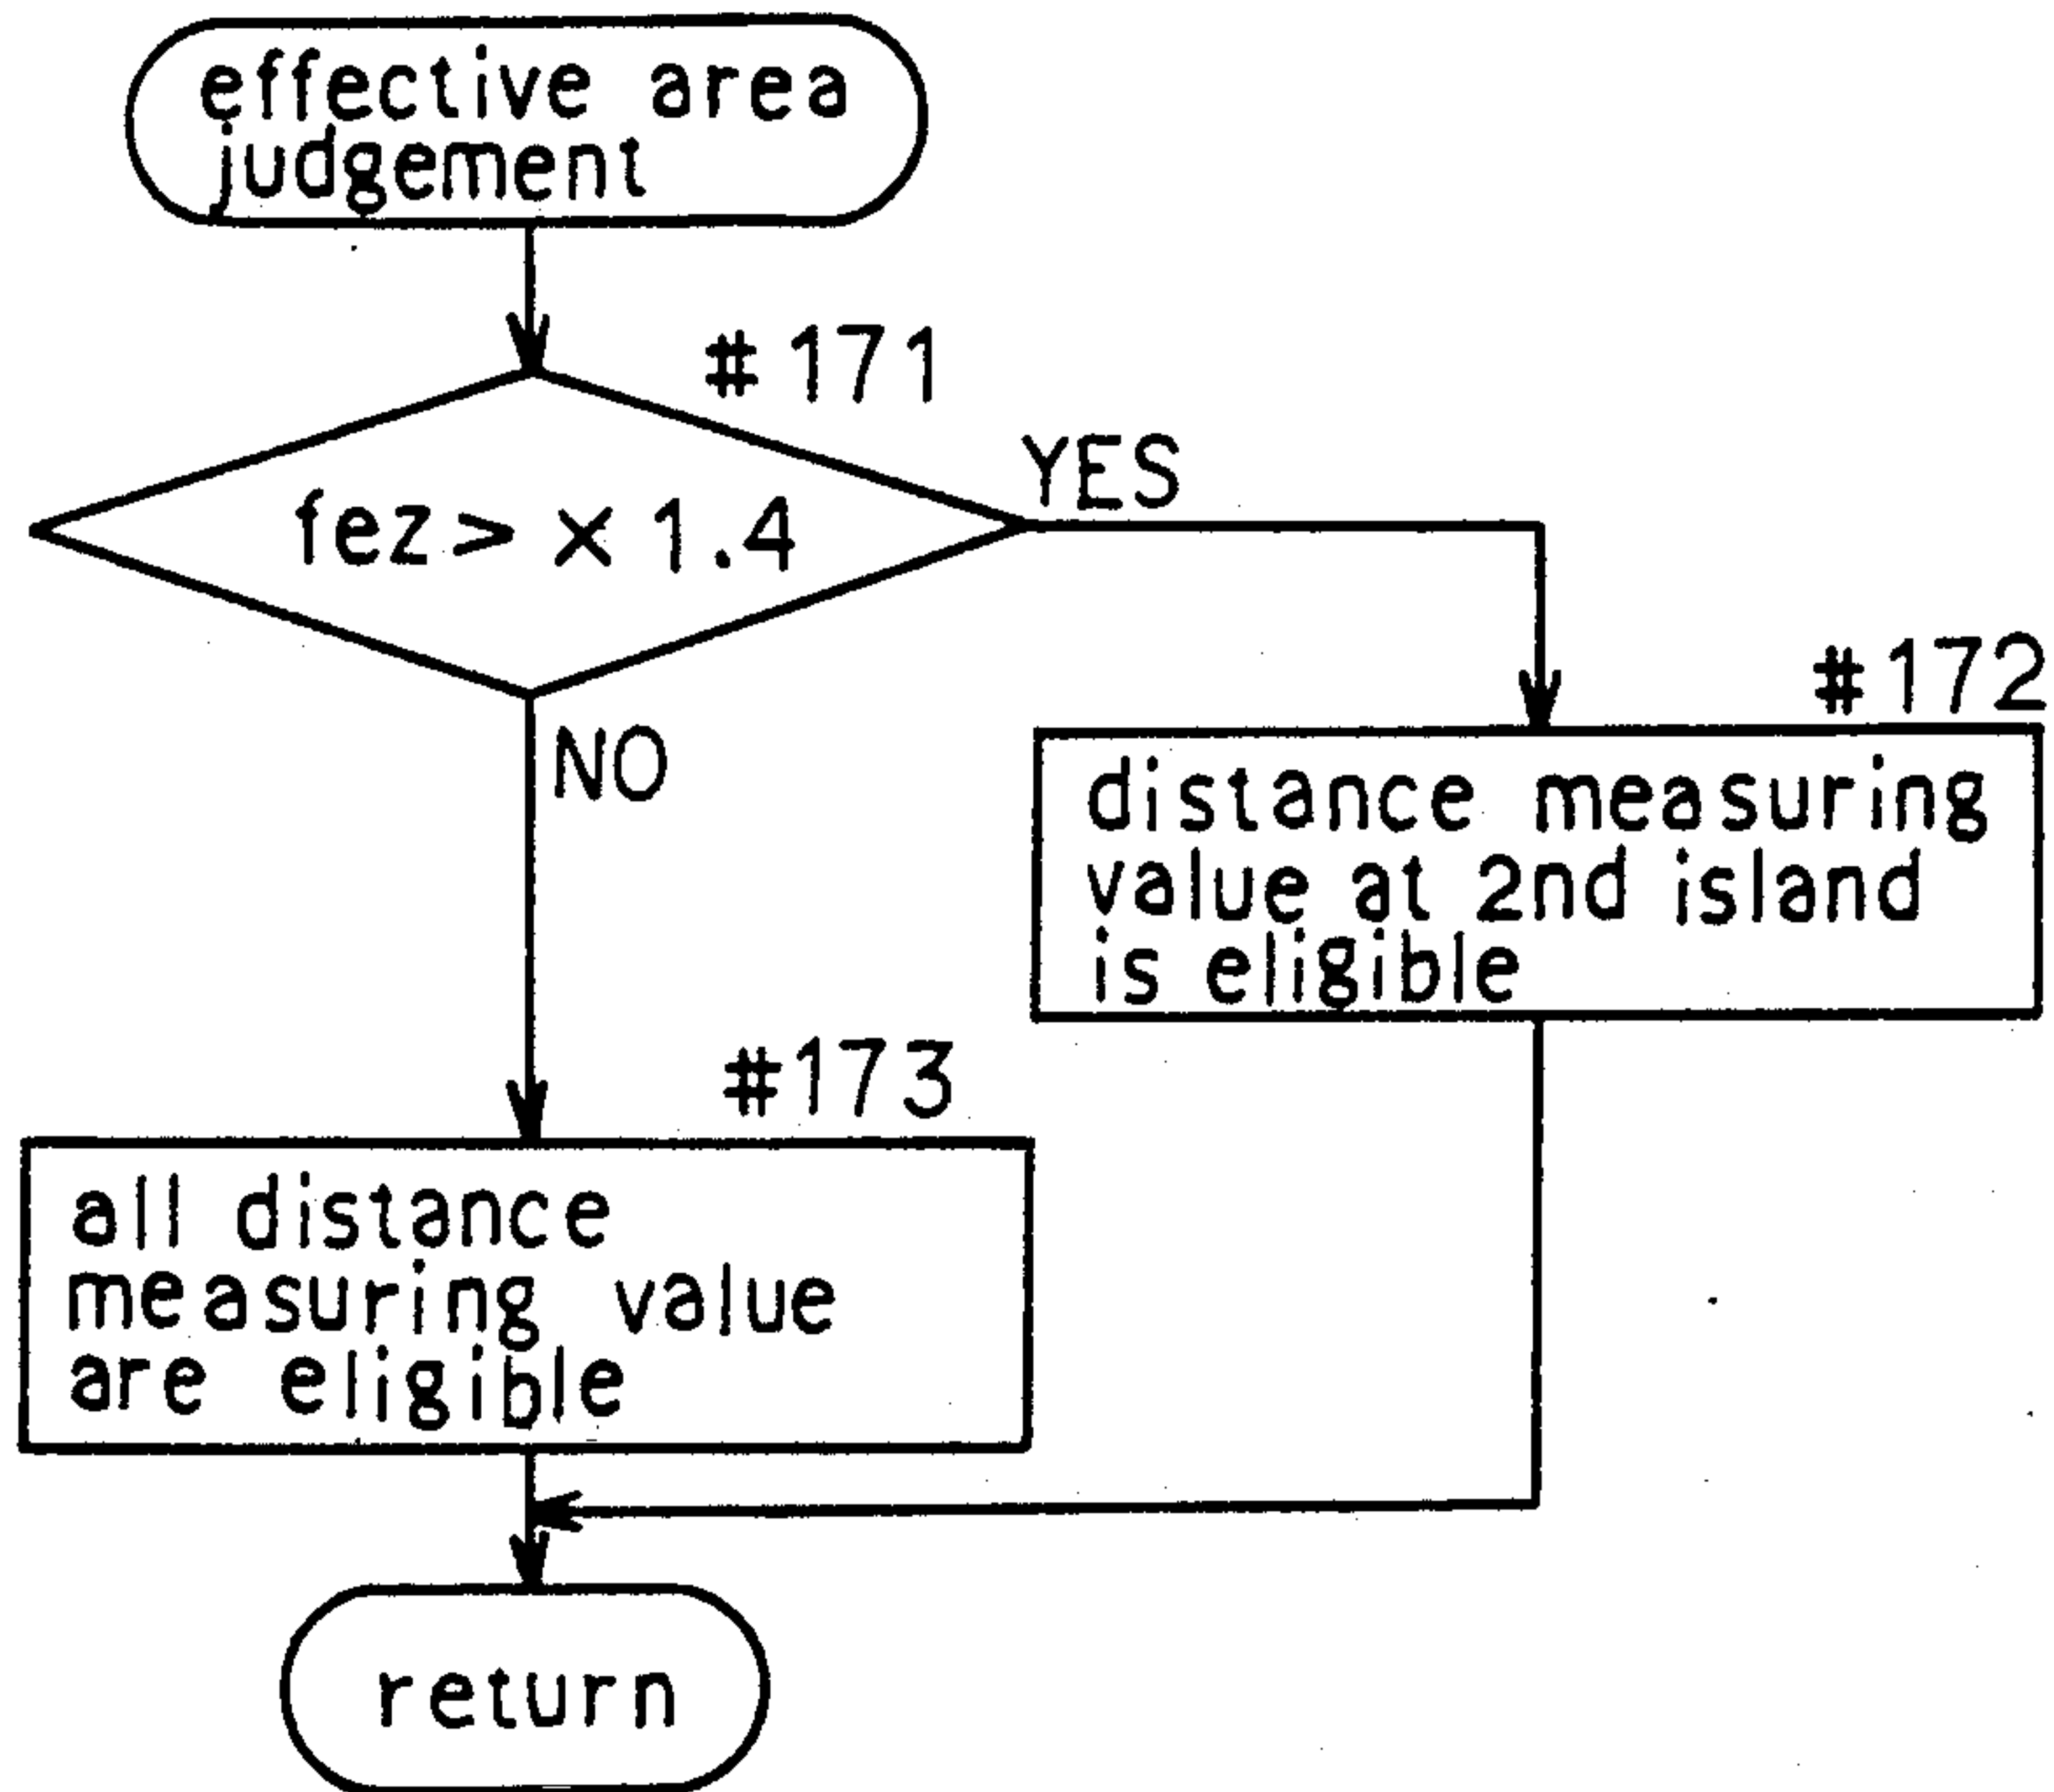 effective area
judgement
#171
fez > × 1.4
YES
NO
#172
distance measuring
value at 2nd island
is eligible
#173
all distance
measuring value
are eligible
return